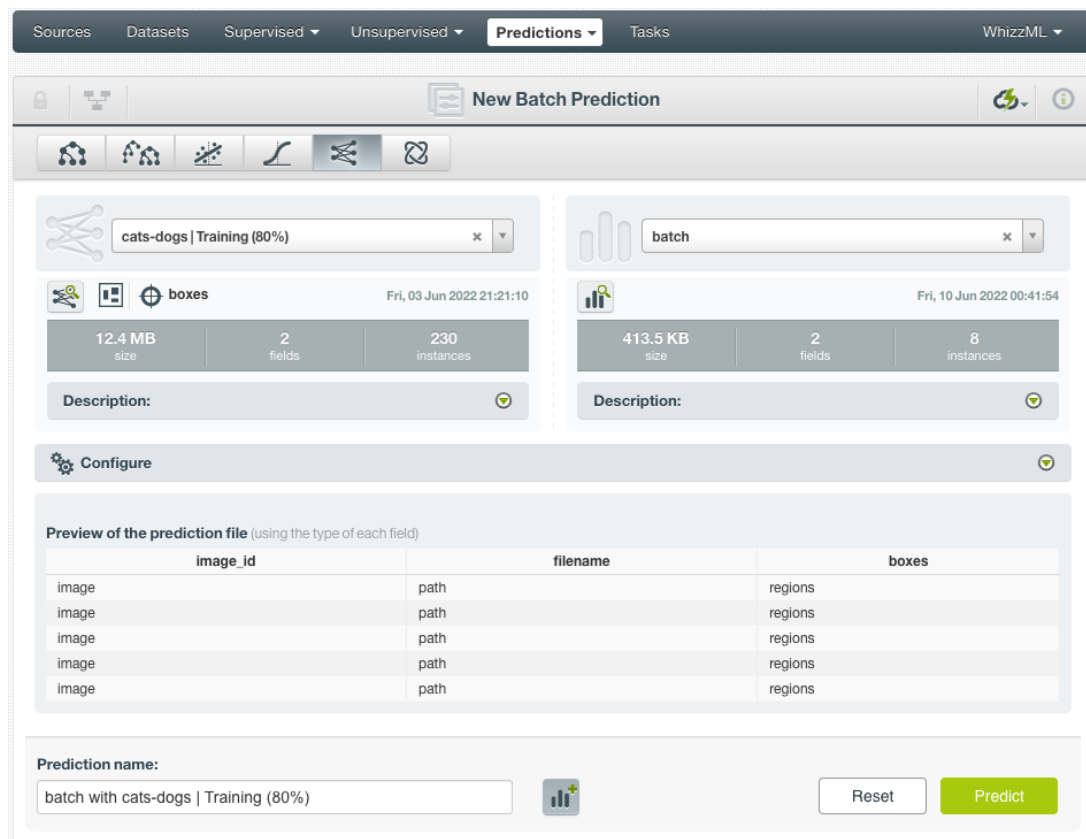 Sources Datasets Supervised Unsupervised Predictions Tasks WhizzML
New Batch Prediction
cats-dogs | Training (80%)
batch
boxes
Fri, 03 Jun 2022 21:21:10
Fri, 10 Jun 2022 00:41:54
12.4 MB 2 230
size fields instances
413.5 KB 2 8
size fields instances
Description:
Description:
Configure
Preview of the prediction file (using the type of each field)
image_id filename boxes
image path regions
image path regions
image path regions
image path regions
image path regions
Prediction name:
batch with cats-dogs | Training (80%)
Reset
Predict